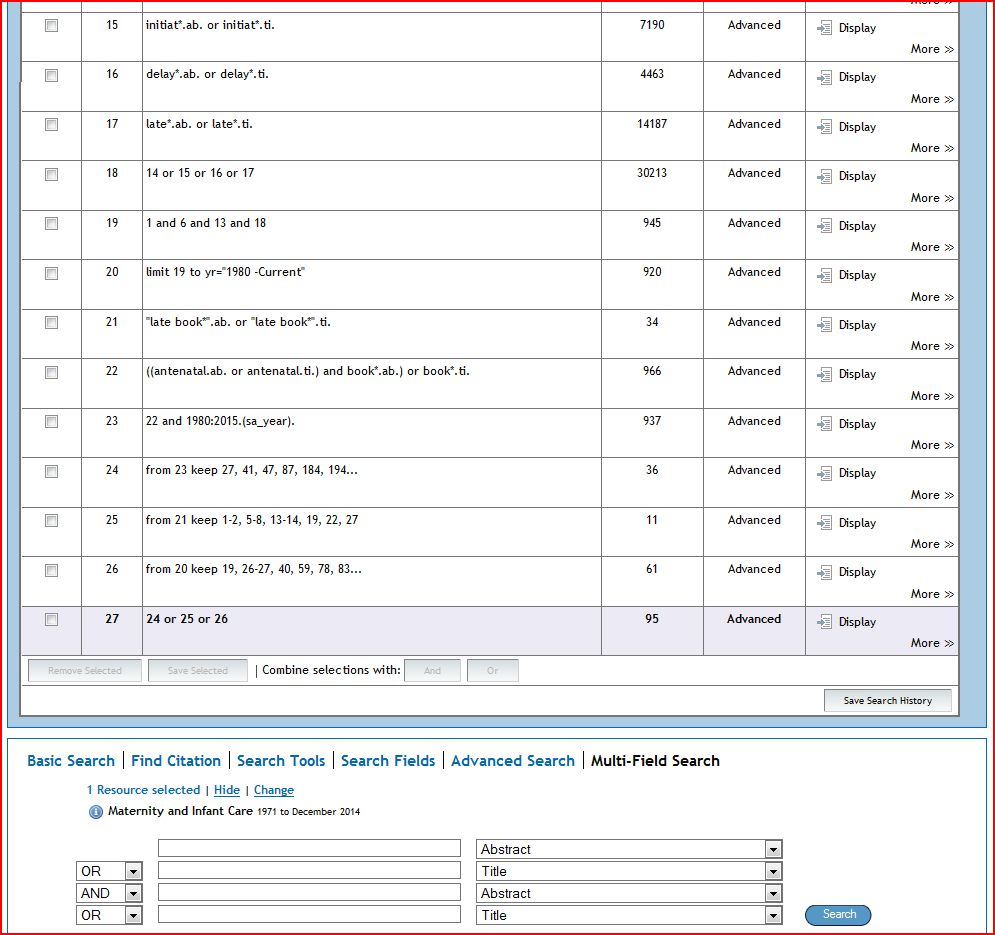 More »
15 initiat*.ab. or initiat*.ti. 7190 Advanced Display
More »
16 delay*.ab. or delay*.ti. 4463 Advanced Display
More »
17 late*.ab. or late*.ti. 14187 Advanced Display
More »
18 14 or 15 or 16 or 17 30213 Advanced Display
More »
19 1 and 6 and 13 and 18 945 Advanced Display
More »
20 limit 19 to yr="1980 -Current" 920 Advanced Display
More »
21 "late book*".ab. or "late book*".ti. 34 Advanced Display
More »
22 ((antenatal.ab. or antenatal.ti.) and book*.ab.) or book*.ti. 966 Advanced Display
More »
23 22 and 1980:2015.(sa_year). 937 Advanced Display
More »
24 from 23 keep 27, 41, 47, 87, 184, 194... 36 Advanced Display
More »
25 from 21 keep 1-2, 5-8, 13-14, 19, 22, 27 11 Advanced Display
More »
26 from 20 keep 19, 26-27, 40, 59, 78, 83... 61 Advanced Display
More »
27 24 or 25 or 26 95 Advanced Display
More »
Remove Selected Save Selected | Combine selections with: And Or
Save Search History
Basic Search | Find Citation | Search Tools | Search Fields | Advanced Search | Multi-Field Search
1 Resource selected | Hide | Change
Maternity and Infant Care 1971 to December 2014
Abstract
OR Title
AND Abstract
OR Title Search